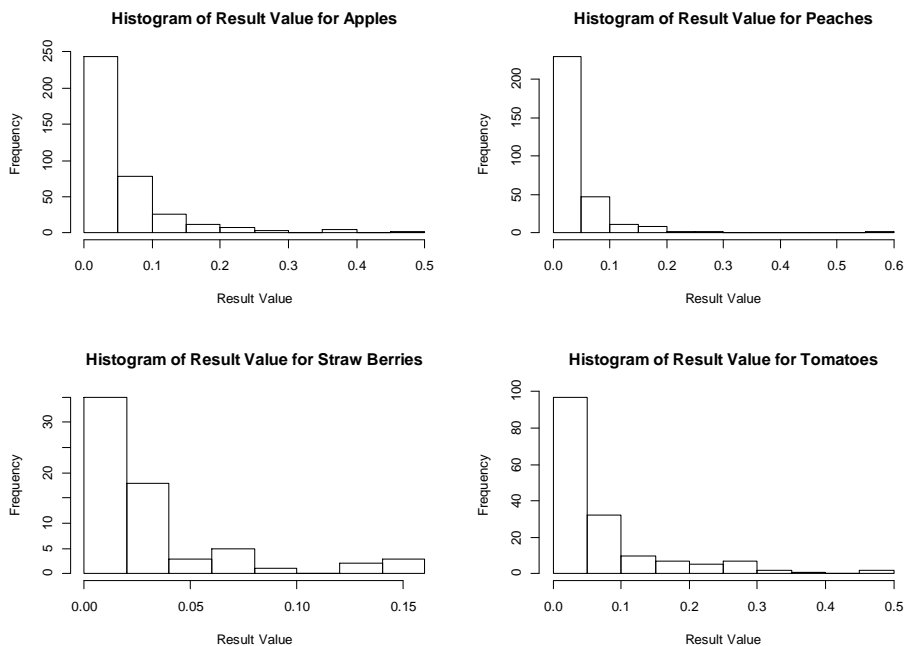 Histogram of Result Value for Apples
Frequency
0 50 100 150 200 250
0.0 0.1 0.2 0.3 0.4 0.5
Result Value
Histogram of Result Value for Peaches
Frequency
0 50 100 150 200
0.0 0.1 0.2 0.3 0.4 0.5 0.6
Result Value
Histogram of Result Value for Straw Berries
Frequency
0 5 10 20 30
0.00 0.05 0.10 0.15
Result Value
Histogram of Result Value for Tomatoes
Frequency
0 20 40 60 80 100
0.0 0.1 0.2 0.3 0.4 0.5
Result Value